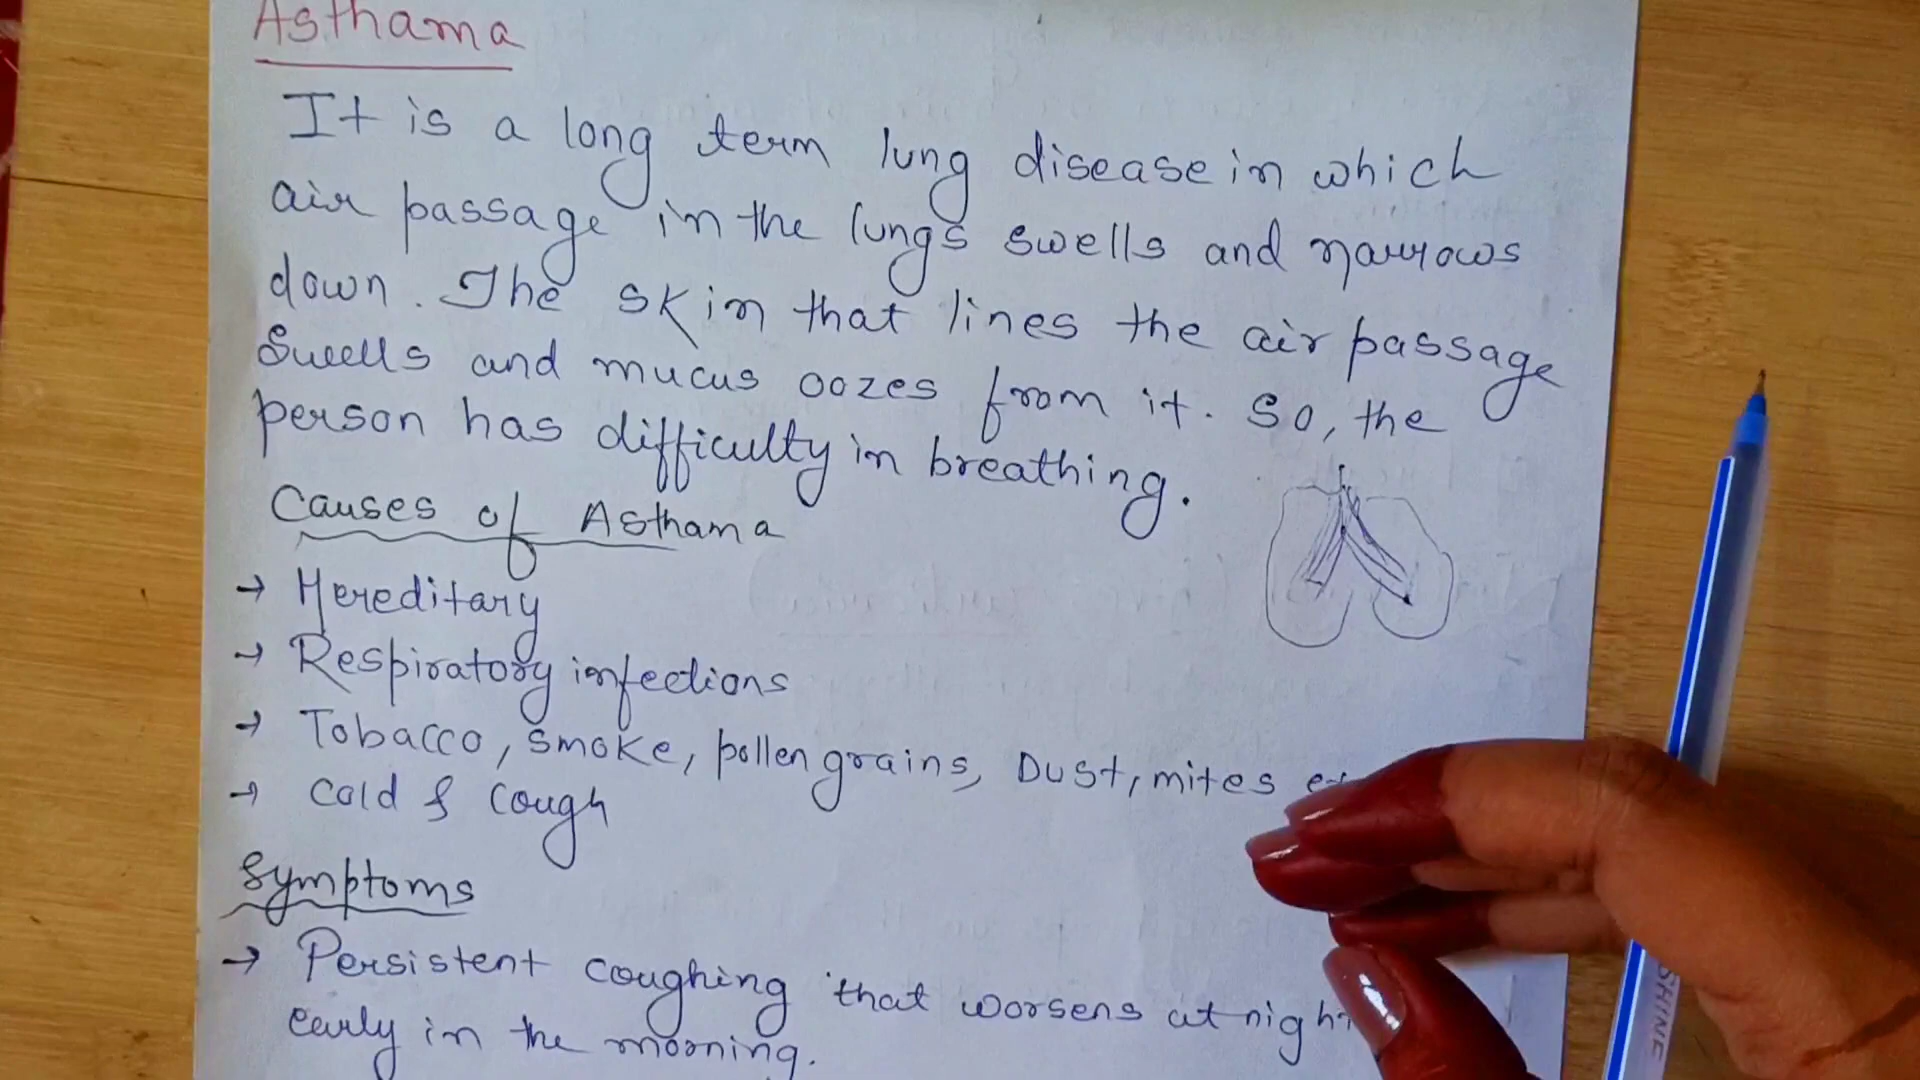 Asthama
It is a long term lung disease in which
air passage in the lungs swells and narrows
down. The skin that lines the air passage
Swells and mucus oozes from it. So, the
person has difficulty in breathing.
Causes of Asthama
→ Hereditary
→ Respiratory infections
→ Tobacco, smoke, pollen grains, Dust, mites
→ Cold & Cough
Symptoms
→ Persistent coughing that worsens at night
early in the morning.
SHINE